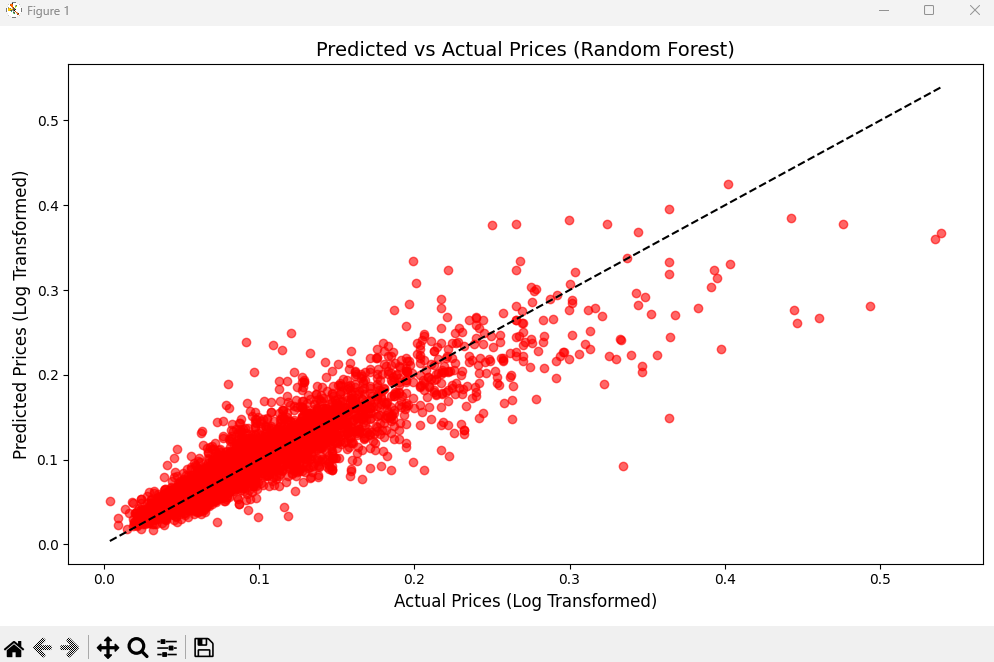 Figure 1
Predicted vs Actual Prices (Random Forest)
Predicted Prices (Log Transformed)
0.5
0.4
0.3
0.2
0.1
0.0
0.0 0.1 0.2 0.3 0.4 0.5
Actual Prices (Log Transformed)